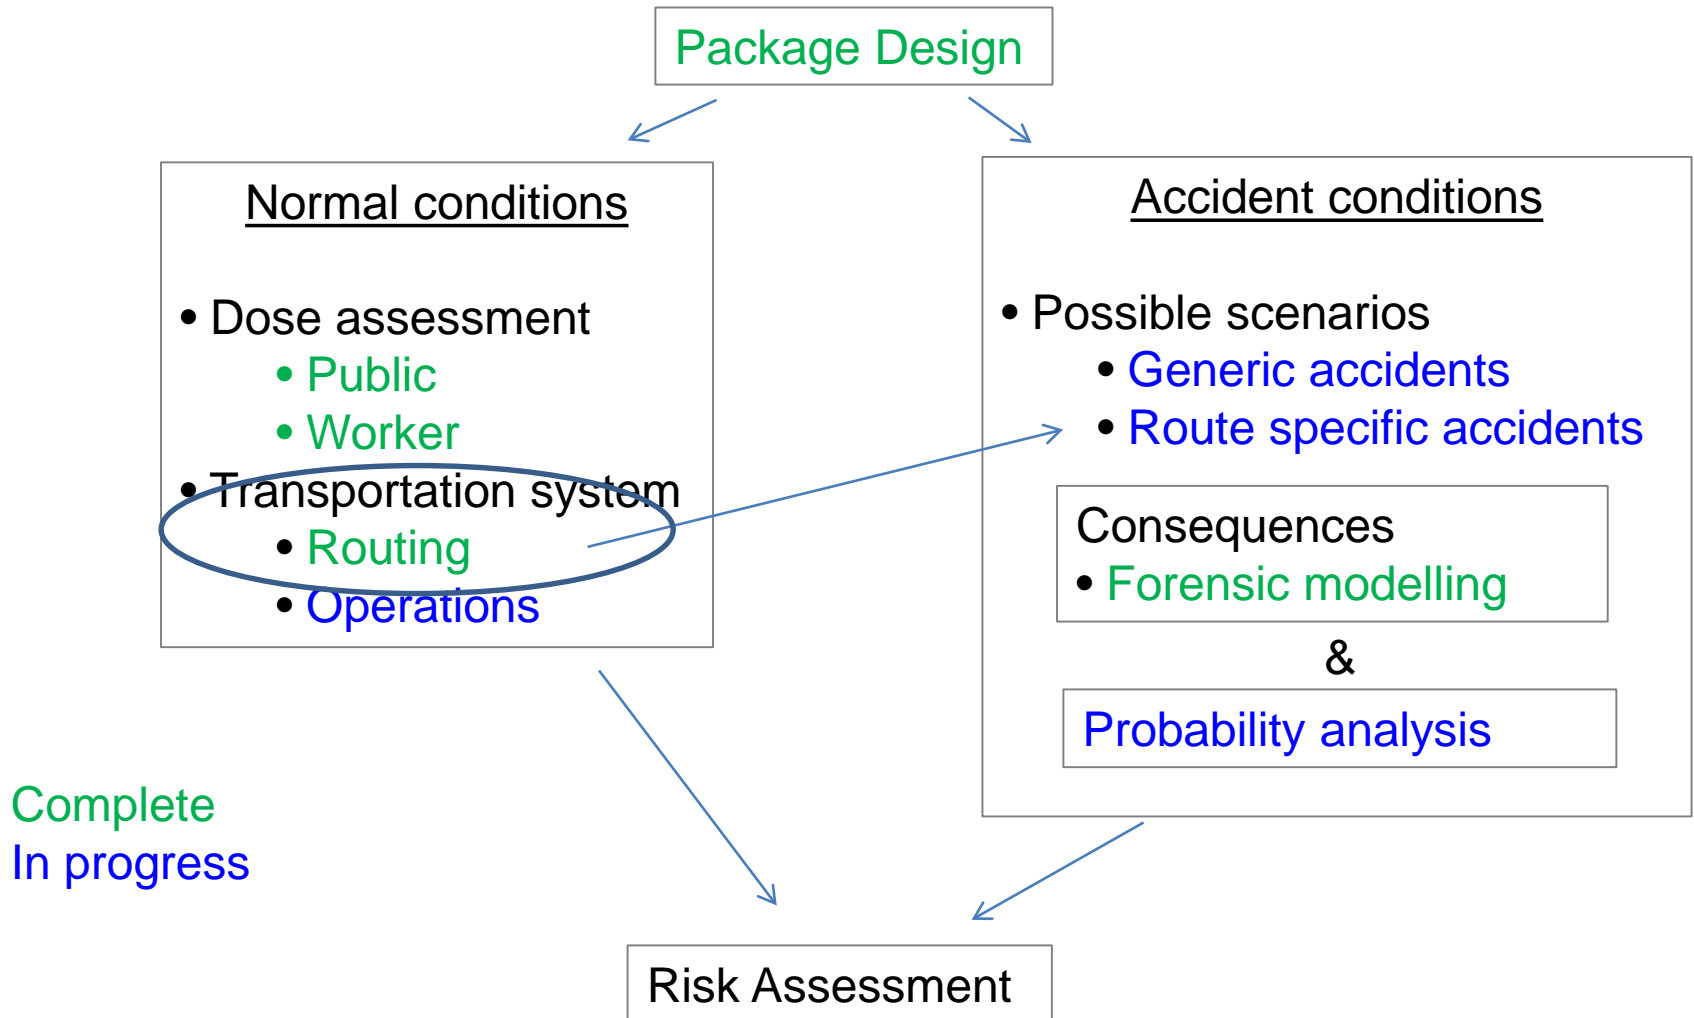 Package Design
Normal conditions
• Dose assessment
• Public
• Worker
• Transportation system
• Routing
• Operations
Accident conditions
• Possible scenarios
• Generic accidents
• Route specific accidents
Consequences
• Forensic modelling
&
Probability analysis
Complete
In progress
Risk Assessment